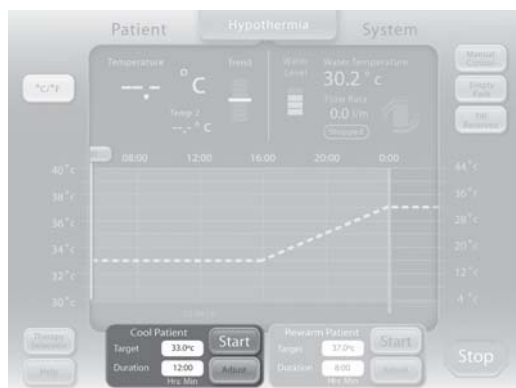 Patient
Hypothermia
System
Temperature
Trend
Water Level
Water Temperature
--.- °C
30.2 °c
Flow Rate
0.0 l/m
Stopped
Temp 2
--.- °c
°C/°F
Manual Control
Empty Pads
Fill Reservoir
08:00 12:00 16:00 20:00 0:00
40°c
38°c
36°c
34°c
32°c
30°c
44°c
36°c
28°c
20°c
12°c
4°c
Therapy Selection
Help
Cool Patient
Target 33.0°c Start
Duration 12:00 Adjust
Hrs: Min
Rewarm Patient
Target 37.0°c Start
Duration 8:00 Adjust
Hrs: Min
Stop